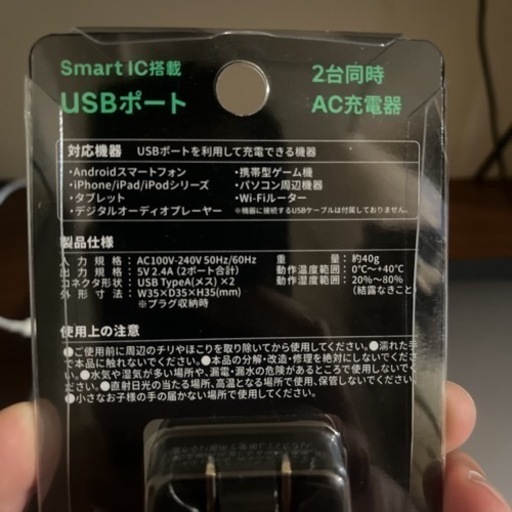 Smart IC搭載
USBポート
2台同時
AC充電器
対応機器 USBポートを利用して充電できる機器
・Androidスマートフォン
・iPhone/iPad/iPodシリーズ
・タブレット
・デジタルオーディオプレーヤー
・携帯型ゲーム機
・パソコン周辺機器
・Wi-Fiルーター
※機器に接続するUSBケーブルは付属しておりません。
製品仕様
入力規格：AC100V-240V 50Hz/60Hz
出力規格：5V 2.4A（2ポート合計）
コネクタ形状：USB TypeA（メス）×2
外形寸法：W35×D35×H35(mm)
※プラグ収納時
重量：約40g
動作温度範囲：0℃〜+40℃
動作湿度範囲：20%〜80%
（結露なきこと）
使用上の注意
●ご使用前に周辺のチリやほこりを取り除いてから使用してください。●濡れた手
で本品に触れないでください。●本品の分解・改造・修理を絶対にしないでくださ
い。●水気や湿気が多い場所や、漏電・漏水の危険があるところで使用しないでく
ださい。●直射日光の当たる場所、高温となる場所で使用、保管しないでください。
●小さなお子様の手の届かない場所で使用してください。